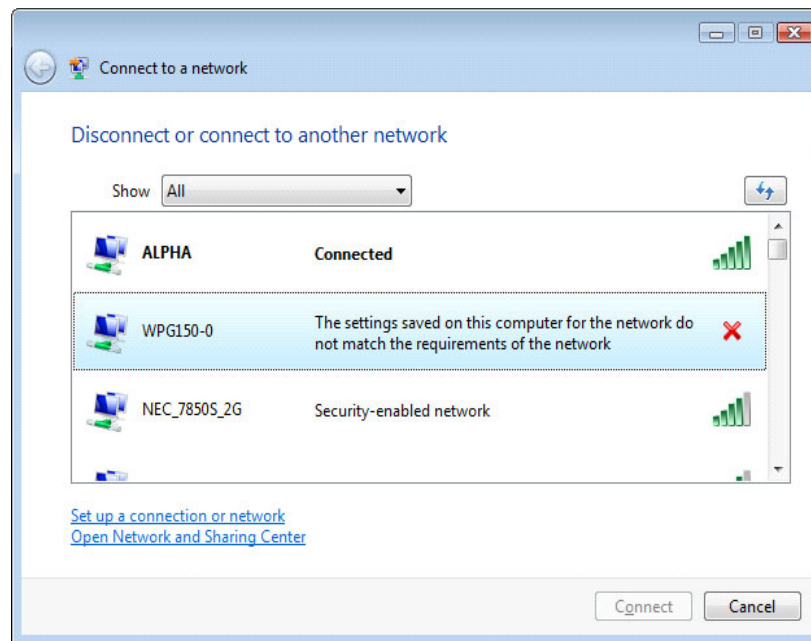 Connect to a network
Disconnect or connect to another network
Show All
ALPHA Connected
WPG150-0 The settings saved on this computer for the network do
not match the requirements of the network
NEC_7850S_2G Security-enabled network
Set up a connection or network
Open Network and Sharing Center
Connect Cancel